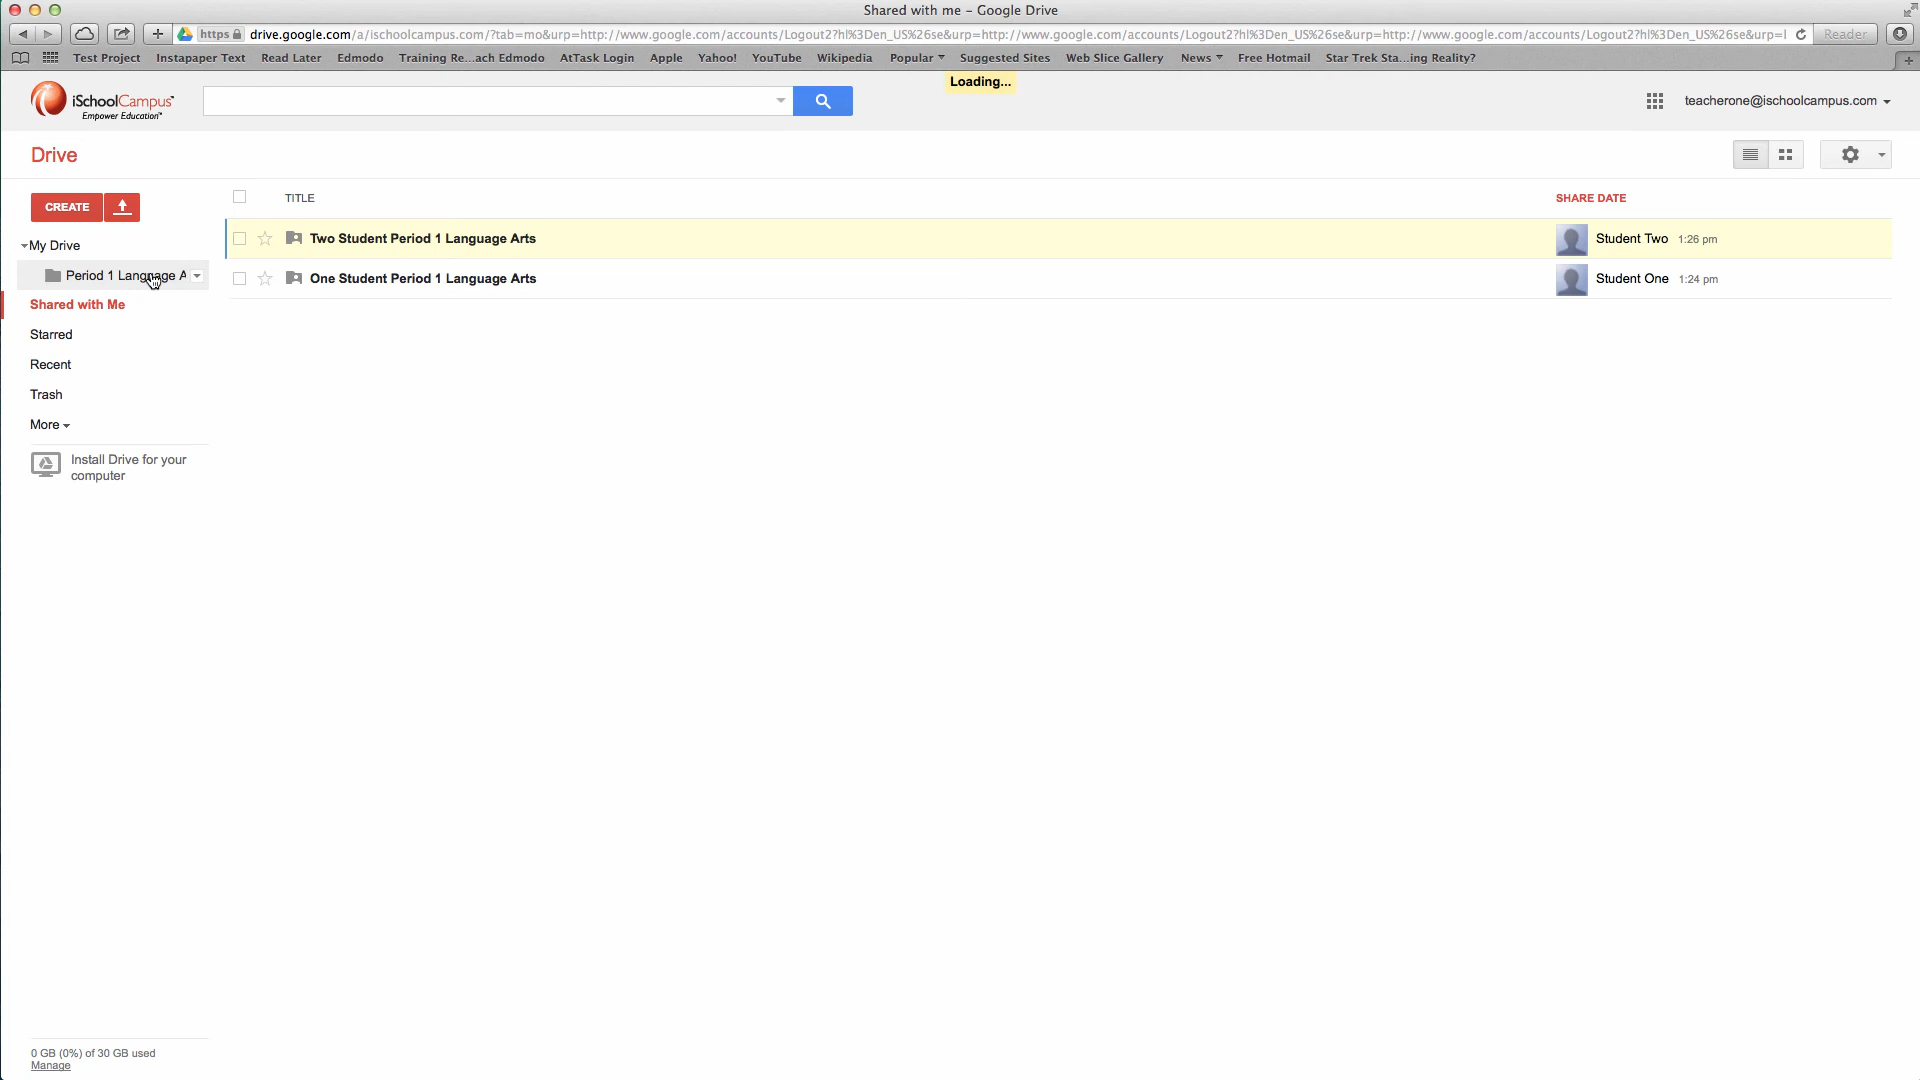 Shared with me – Google Drive
https drive.google.com/a/ischoolcampus.com/?tab=mo&urp=http://www.google.com/accounts/Logout2?hl%3Den_US%26se&urp=http://www.google.com/accounts/Logout2?hl%3Den_US%26se&urp=http://www.google.com/accounts/Logout2?hl%3Den_US%26se&urp=l Reader
Test Project Instapaper Text Read Later Edmodo Training Re...ach Edmodo AtTask Login Apple Yahoo! YouTube Wikipedia Popular Suggested Sites Web Slice Gallery News Free Hotmail Star Trek Sta...ing Reality?
Loading...
iSchoolCampus™
Empower Education™
teacherone@ischoolcampus.com
Drive
CREATE
TITLE SHARE DATE
Two Student Period 1 Language Arts Student Two 1:26 pm
One Student Period 1 Language Arts Student One 1:24 pm
My Drive
Period 1 Language A
Shared with Me
Starred
Recent
Trash
More
Install Drive for your
computer
0 GB (0%) of 30 GB used
Manage